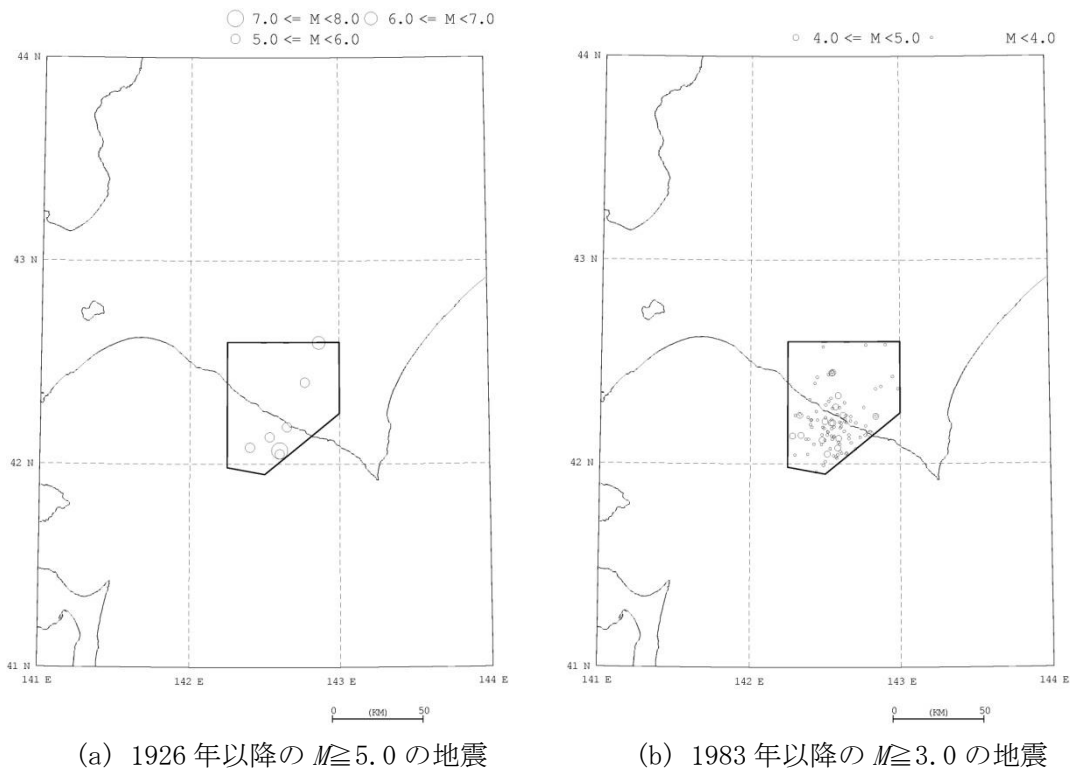 7.0 <= M <8.0 6.0 <= M <7.0
5.0 <= M <6.0
44 N
43 N
42 N
41 N
141 E
142 E
143 E
144 E
0 (KM) 50
(a) 1926 年以降の M≧5.0 の地震
4.0 <= M <5.0 M <4.0
44 N
43 N
42 N
41 N
141 E
142 E
143 E
144 E
0 (KM) 50
(b) 1983 年以降の M≧3.0 の地震